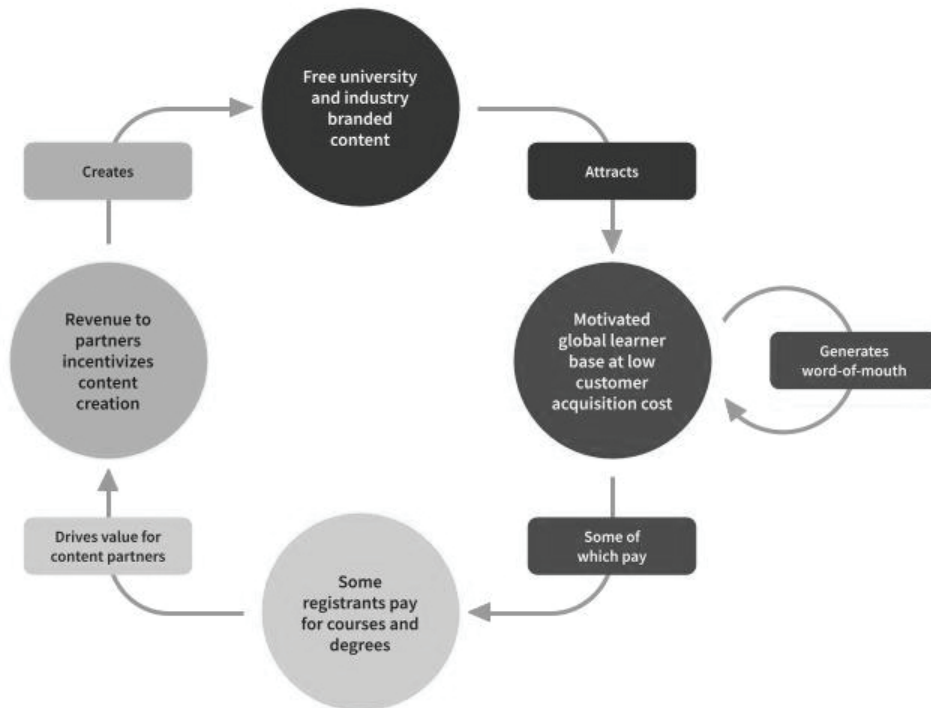 Free university
and industry
branded
content
Creates
Attracts
Revenue to
partners
incentivizes
content
creation
Motivated
global learner
base at low
customer
acquisition cost
Generates
word-of-mouth
Drives value for
content partners
Some of
which pay
Some
registrants pay
for courses and
degrees